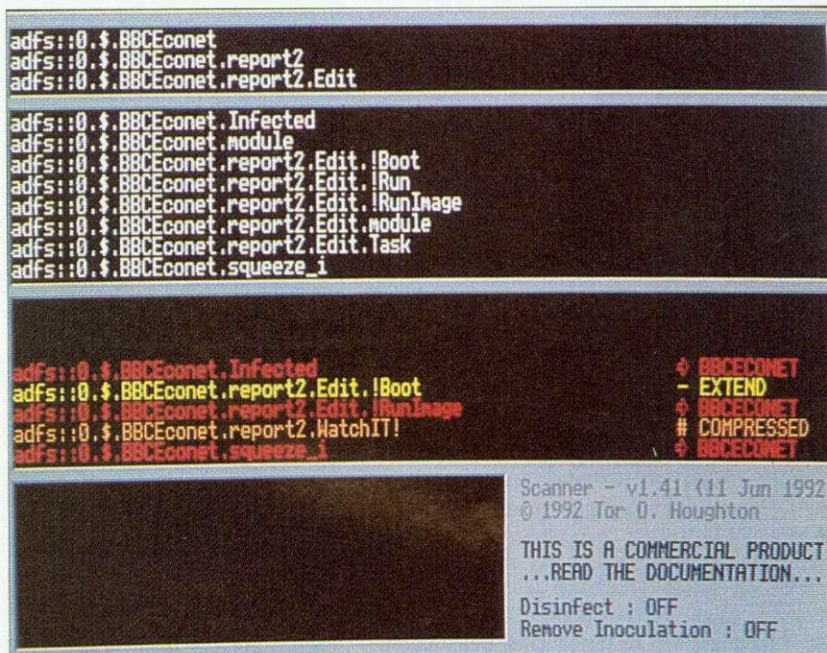 adfs::0.$.BBCEconet
adfs::0.$.BBCEconet.report2
adfs::0.$.BBCEconet.report2.Edit
adfs::0.$.BBCEconet.Infected
adfs::0.$.BBCEconet.module
adfs::0.$.BBCEconet.report2.Edit.!Boot
adfs::0.$.BBCEconet.report2.Edit.!Run
adfs::0.$.BBCEconet.report2.Edit.!RunImage
adfs::0.$.BBCEconet.report2.Edit.module
adfs::0.$.BBCEconet.report2.Edit.Task
adfs::0.$.BBCEconet.squeeze_i
adfs::0.$.BBCEconet.Infected BBCECONET
adfs::0.$.BBCEconet.report2.Edit.!Boot - EXTEND
adfs::0.$.BBCEconet.report2.Edit.!RunImage BBCECONET
adfs::0.$.BBCEconet.report2.WatchIT! # COMPRESSED
adfs::0.$.BBCEconet.squeeze_i BBCECONET
Scanner - v1.41 (11 Jun 1992
© 1992 Tor O. Houghton
THIS IS A COMMERCIAL PRODUCT
...READ THE DOCUMENTATION...
Disinfect : OFF
Remove Inoculation : OFF